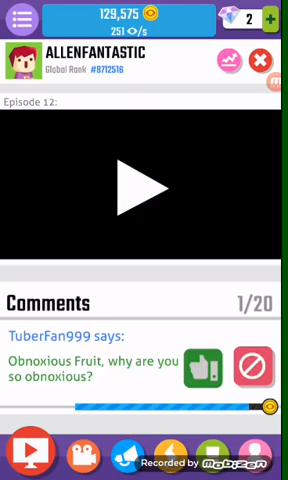 129,575
251 /s
2 +
ALLENFANTASTIC
Global Rank #8712516
Episode 12:
Comments 1/20
TuberFan999 says:
Obnoxious Fruit, why are you
so obnoxious?
Recorded by mobizen